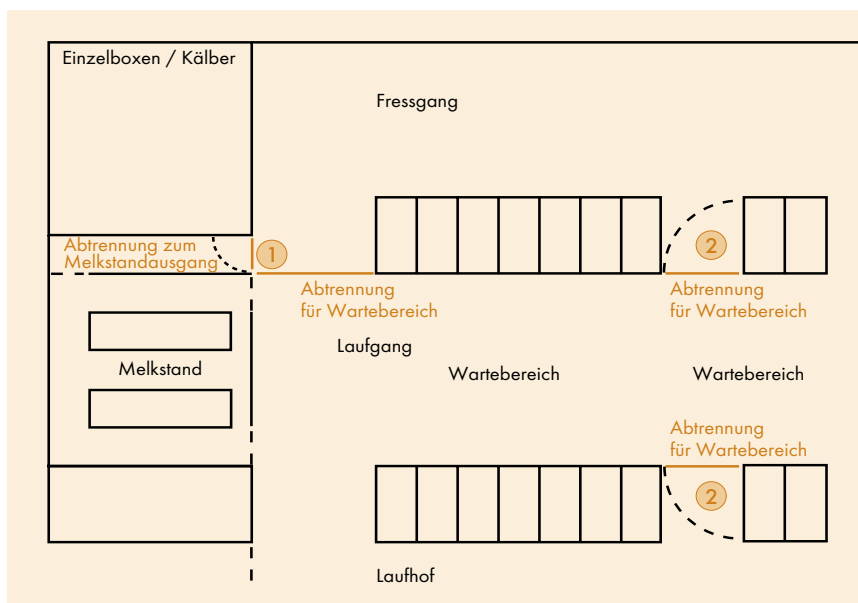 Einzelboxen / Kälber
Fressgang
Abtrennung zum
Melkstandausgang
1
2
Abtrennung
für Wartebereich
Abtrennung
für Wartebereich
Laufgang
Melkstand
Wartebereich
Wartebereich
Abtrennung
für Wartebereich
2
Laufhof